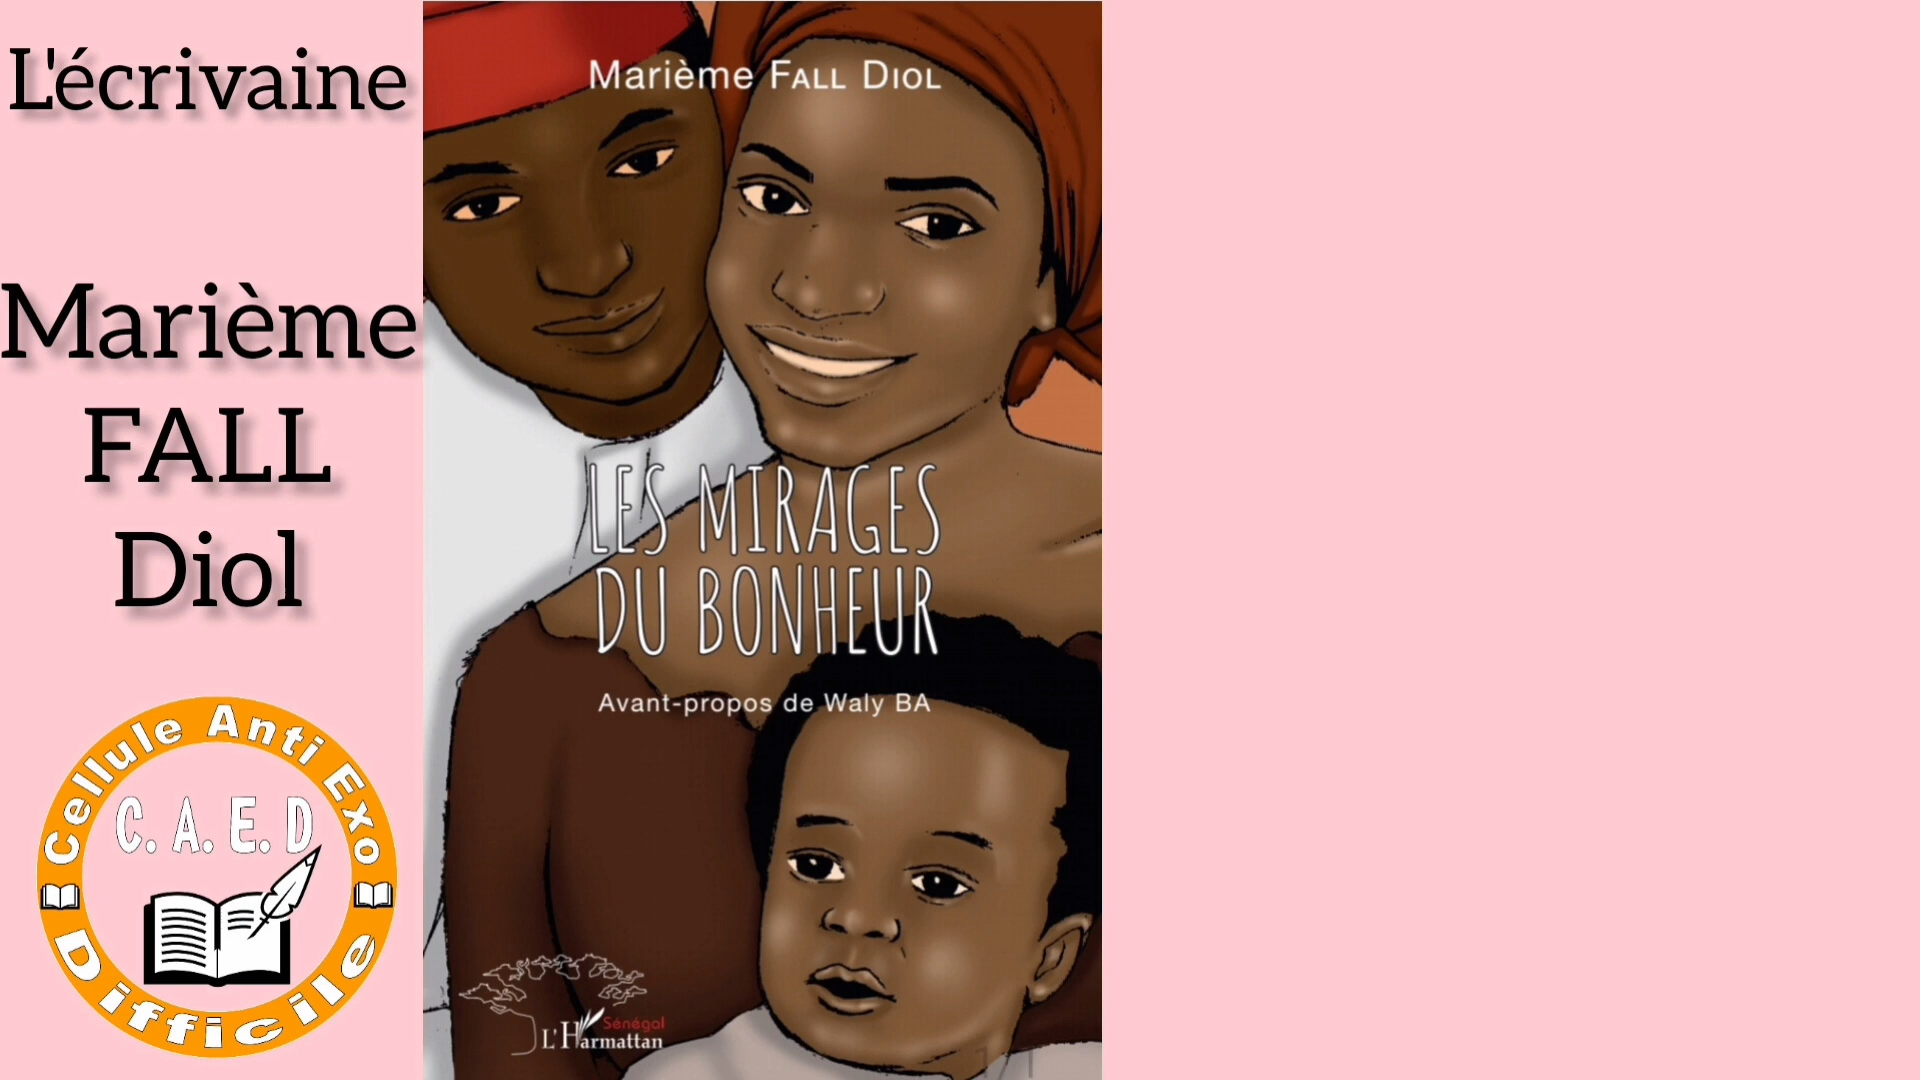 L'écrivaine
Marième
FALL
Diol
Cellule Anti Exo
C. A. E. D
Difficile
Marième FALL DIOL
LES MIRAGES
DU BONHEUR
Avant-propos de Waly BA
Sénégal
L'Harmattan